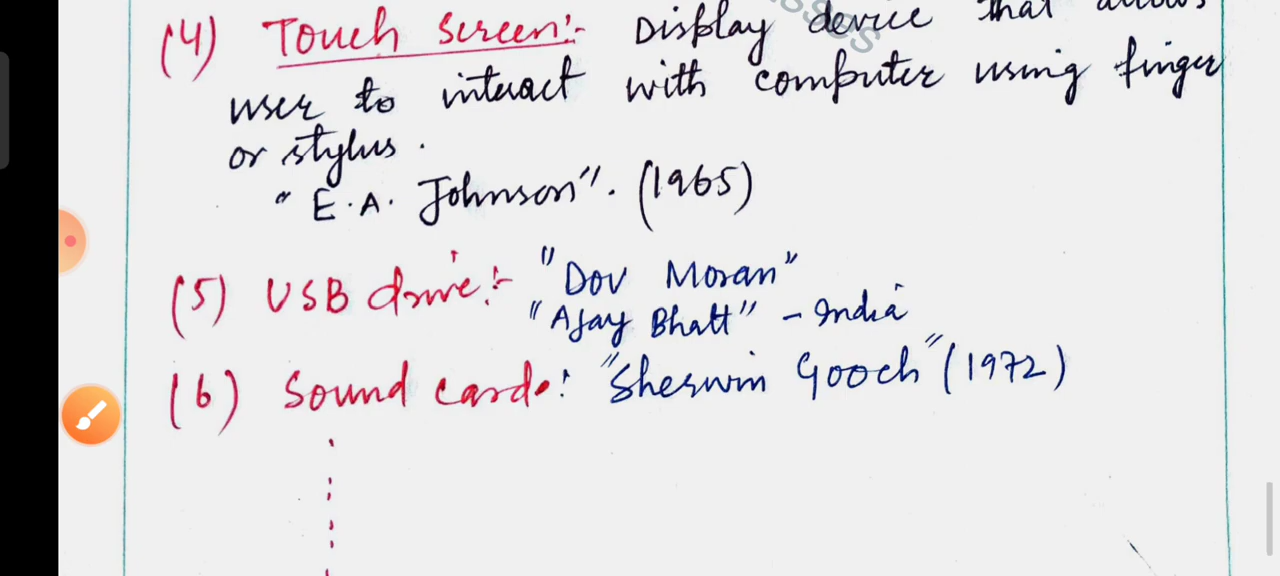 (4) Touch Screen:- Display device that allows
user to interact with computer using finger
or stylus.
"E.A. Johnson". (1965)
(5) USB drive:- "Dov Moran"
"Ajay Bhatt" - India
(6) Sound card: "Sherwin Gooch" (1972)